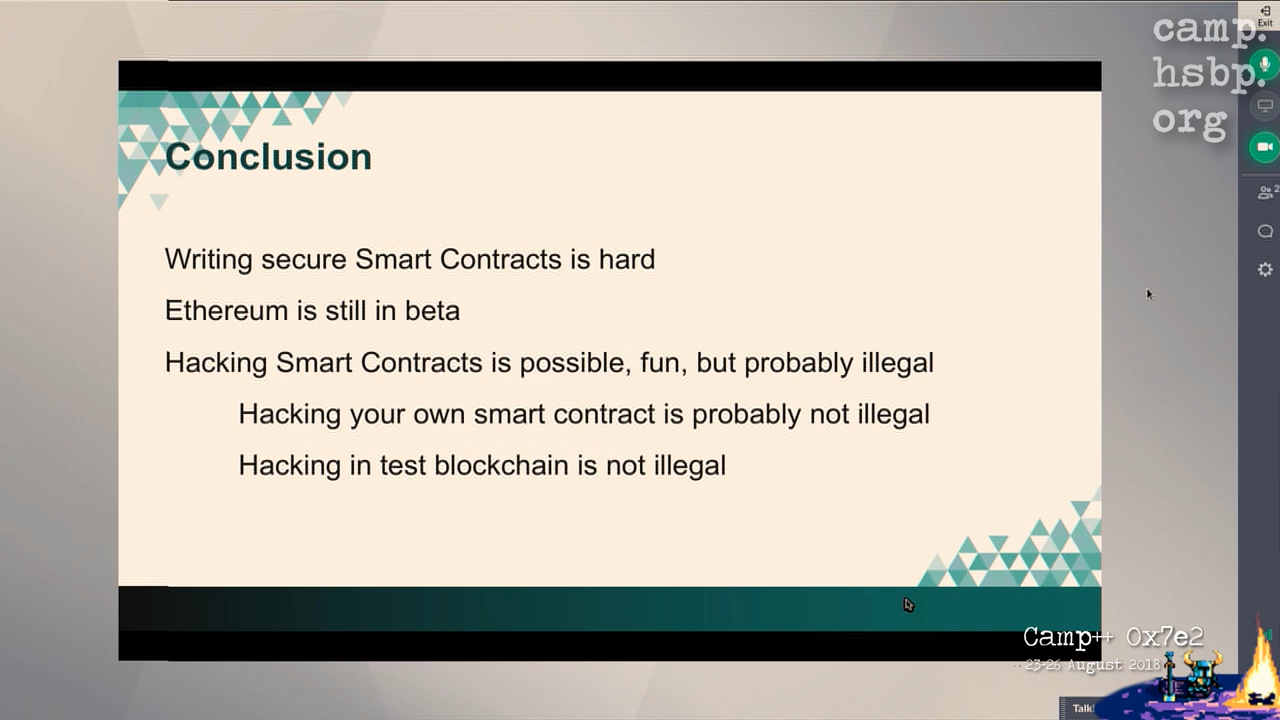 camp.
hsbp.
org
Exit
Conclusion
Writing secure Smart Contracts is hard
Ethereum is still in beta
Hacking Smart Contracts is possible, fun, but probably illegal
Hacking your own smart contract is probably not illegal
Hacking in test blockchain is not illegal
2
Camp++ 0x7e2
23-26 August 2018